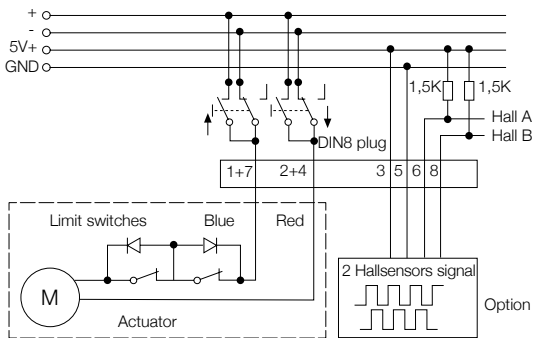 +
-
5V+
GND
1,5K 1,5K
Hall A
Hall B
DIN8 plug
1+7 2+4 3 5 6 8
Limit switches Blue Red
2 Hallsensors signal
M
Option
Actuator